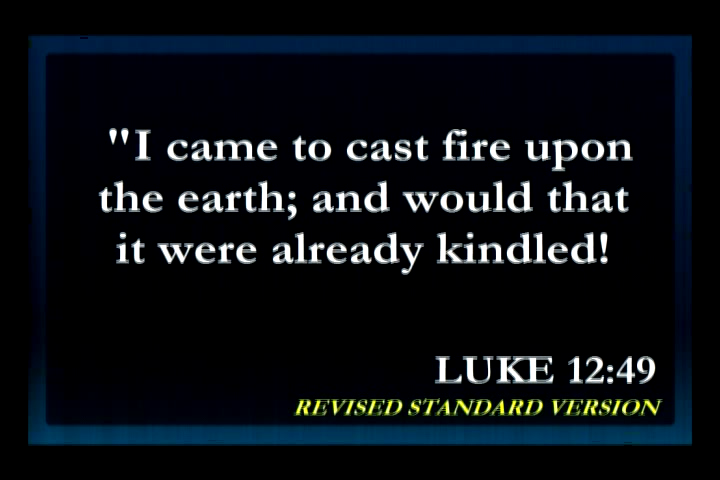 "I came to cast fire upon
the earth; and would that
it were already kindled!
LUKE 12:49
REVISED STANDARD VERSION